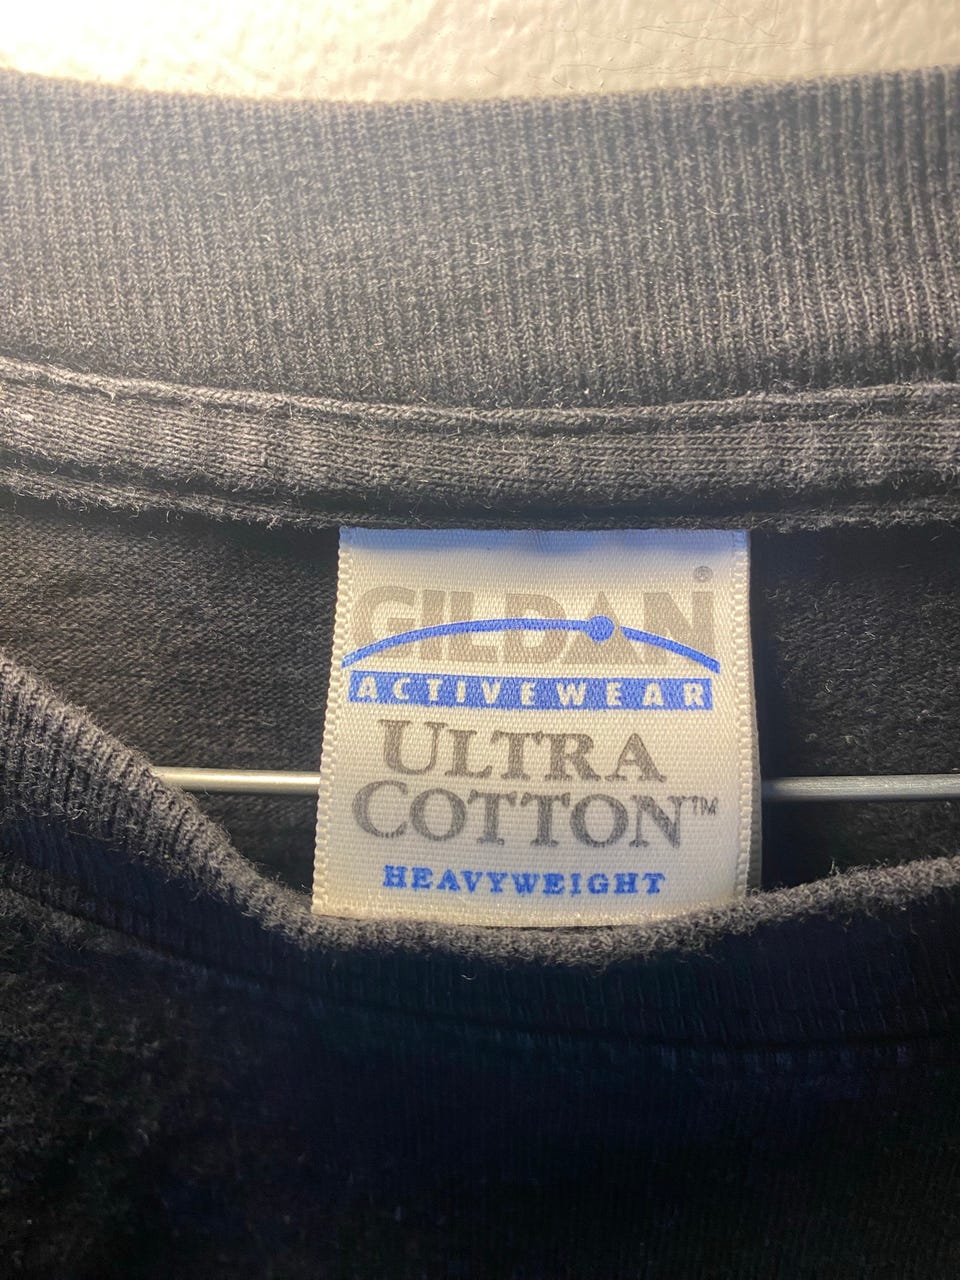 GILDAN®
ACTIVEWEAR
ULTRA
COTTON™
HEAVYWEIGHT